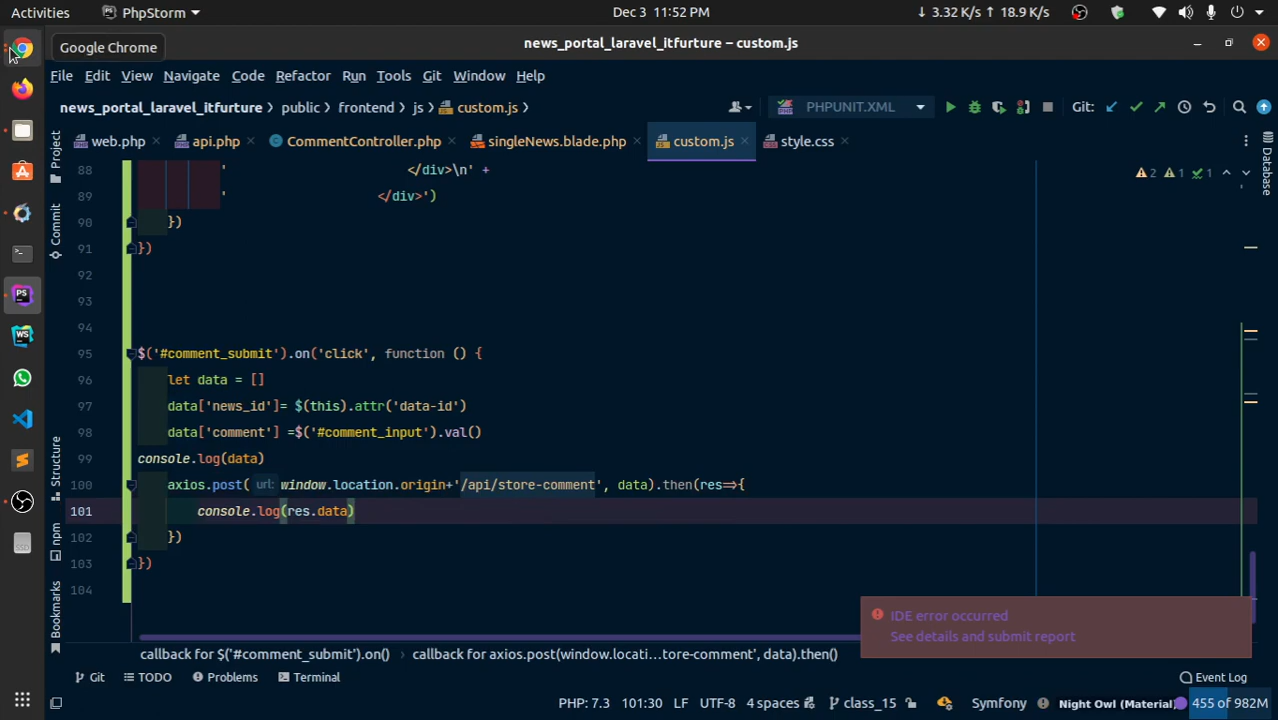 Activities PhpStorm Dec 3 11:52 PM ↓ 3.32 K/s ↑ 18.9 K/s
Google Chrome
news_portal_laravel_itfurture – custom.js
File Edit View Navigate Code Refactor Run Tools Git Window Help
news_portal_laravel_itfurture public frontend js custom.js PHPUNIT.XML Git:
Project web.php api.php CommentController.php singleNews.blade.php custom.js style.css Database
88 ' </div>\n' + 2 1 1
89 ' </div>')
90 })
Commit
91 })
92
93
94
95 $('#comment_submit').on('click', function () {
96 let data = []
97 data['news_id']= $(this).attr('data-id')
98 data['comment'] =$('#comment_input').val()
99 console.log(data)
Structure
100 axios.post( url: window.location.origin+'/api/store-comment', data).then(res=>{
101 console.log(res.data)
102 })
npm
103 })
104
Bookmarks
IDE error occurred
See details and submit report
callback for $('#comment_submit').on() › callback for axios.post(window.locati…tore-comment', data).then()
Git TODO Problems Terminal Event Log
PHP: 7.3 101:30 LF UTF-8 4 spaces class_15 Symfony Night Owl (Material) 455 of 982M
PS
WS
SSD